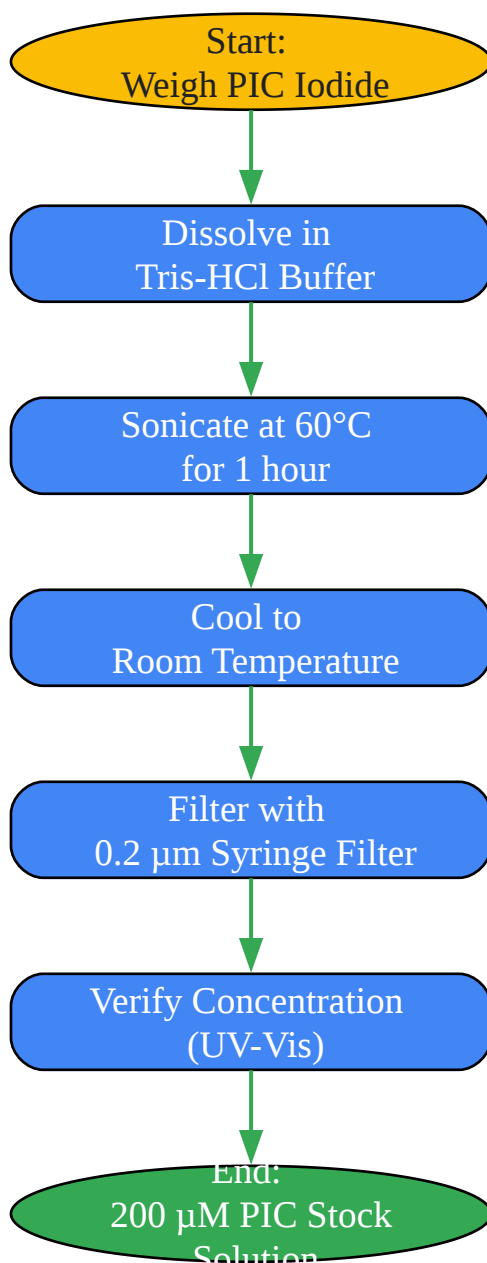 Start:
Weigh PIC Iodide
Dissolve in
Tris-HCl Buffer
Sonicate at 60°C
for 1 hour
Cool to
Room Temperature
Filter with
0.2 µm Syringe Filter
Verify Concentration
(UV-Vis)
End:
200 µM PIC Stock
Solution